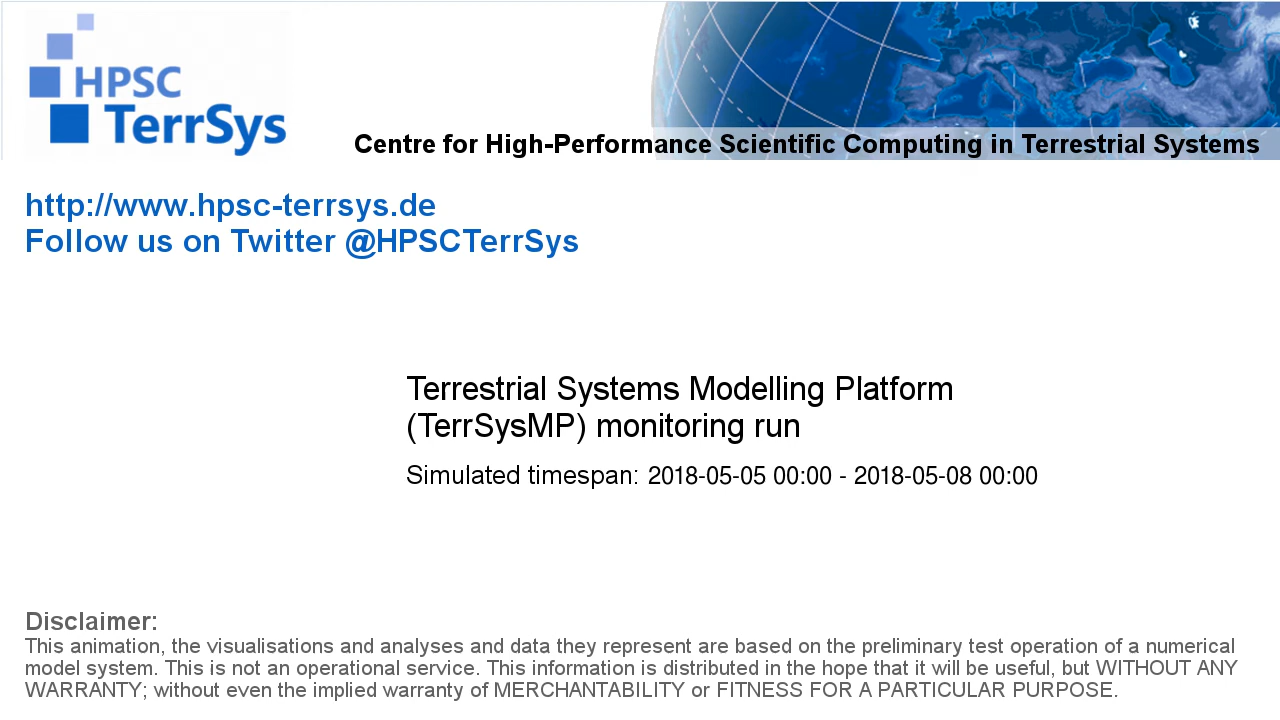 HPSC
TerrSys
Centre for High-Performance Scientific Computing in Terrestrial Systems
http://www.hpsc-terrsys.de
Follow us on Twitter @HPSCTerrSys
Terrestrial Systems Modelling Platform
(TerrSysMP) monitoring run
Simulated timespan: 2018-05-05 00:00 - 2018-05-08 00:00
Disclaimer:
This animation, the visualisations and analyses and data they represent are based on the preliminary test operation of a numerical
model system. This is not an operational service. This information is distributed in the hope that it will be useful, but WITHOUT ANY
WARRANTY; without even the implied warranty of MERCHANTABILITY or FITNESS FOR A PARTICULAR PURPOSE.